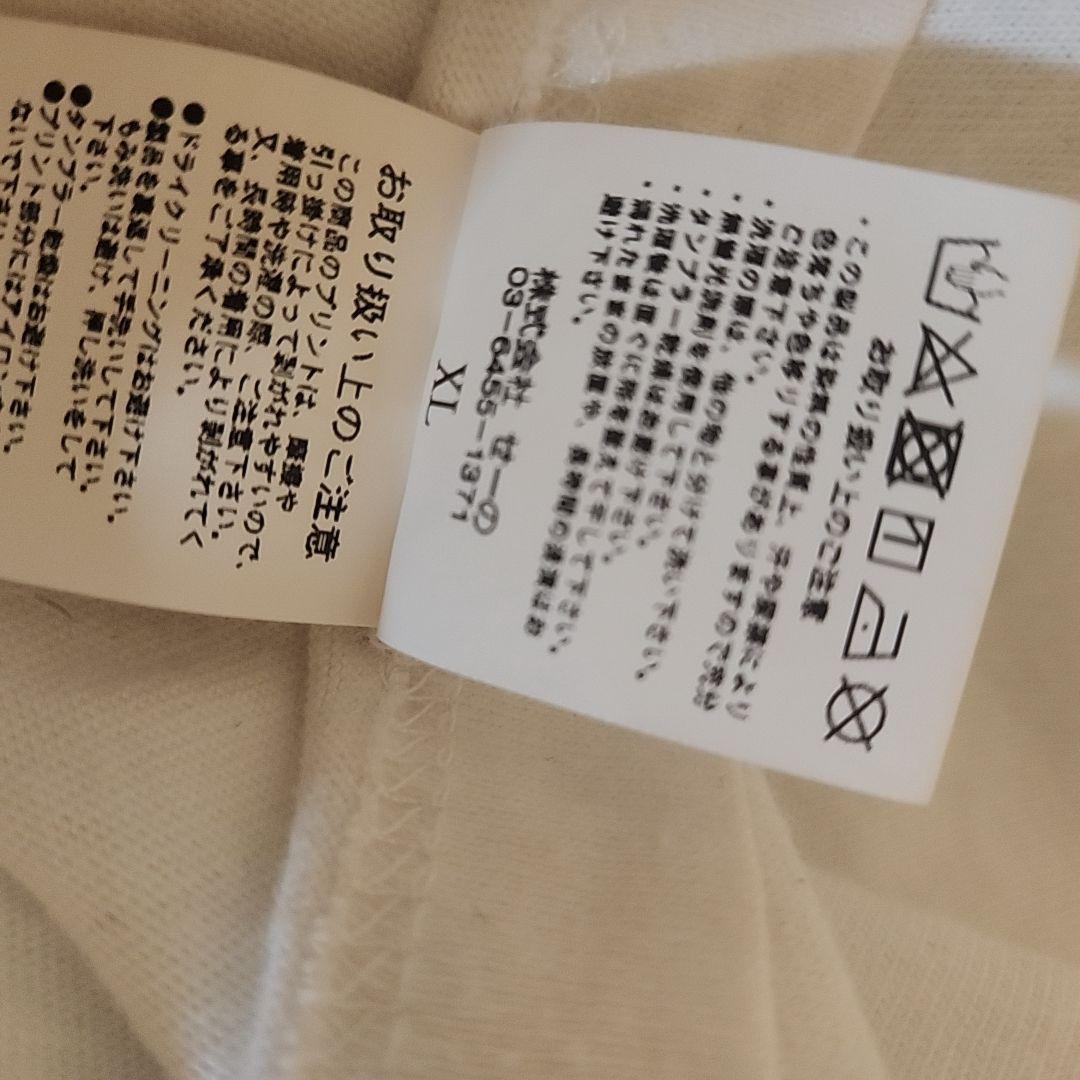 お取り扱い上のご注意
この商品のプリントは、摩擦や
引っ掛けによって剥がれやすいので、
着用時や洗濯の際、ご注意下さい。
又、長時間の着用により剥がれてく
る事をご了承ください。
●ドライクリーニングはお避け下さい。
●製品を裏返して手洗いして下さい。
もみ洗いは避け、押し洗いをして
下さい。
●タンブラー乾燥はお避け下さい。
●プリント部分にはアイロン
お取り扱い上のご注意
・この製品は素材の性質上、汗や摩擦により
色落ちや色移りする事がありますので充分
ご注意下さい。
・洗濯の際は、他の物と分けて洗い下さい。
・無蛍光洗剤を使用して下さい。
・タンブラー乾燥はお避け下さい。
・洗濯後は直ぐに形を整えて干して下さい。
・濡れた状態の放置や、長時間の浸漬はお
避け下さい。
株式会社 ぜーの
03-6455-1371
XL